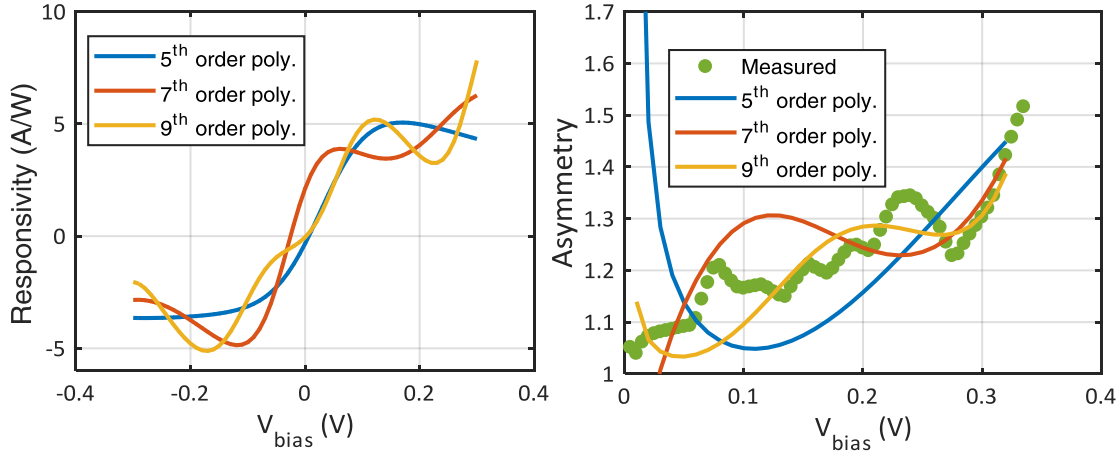 10
5
0
-5
-0.4
-0.2
0
0.2
0.4
Responsivity (A/W)
V_bias (V)
5th order poly.
7th order poly.
9th order poly.
1.7
1.6
1.5
1.4
1.3
1.2
1.1
1
0
0.1
0.2
0.3
0.4
Asymmetry
V_bias (V)
Measured
5th order poly.
7th order poly.
9th order poly.